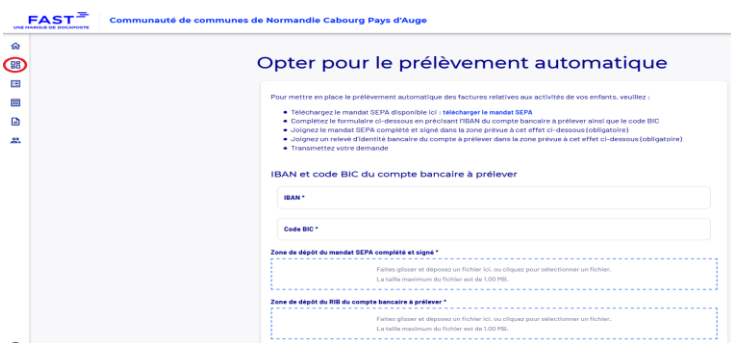 FAST
UNE MARQUE DE DOCAPOSTE
Communauté de communes de Normandie Cabourg Pays d'Auge
Opter pour le prélèvement automatique
Pour mettre en place le prélèvement automatique des factures relatives aux activités de vos enfants, veuillez :
Téléchargez le mandat SEPA disponible ici : télécharger le mandat SEPA
Complétez le formulaire ci-dessous en précisant l'IBAN du compte bancaire à prélever ainsi que le code BIC
Joignez le mandat SEPA complété et signé dans la zone prévue à cet effet ci-dessous (obligatoire)
Joignez un relevé d'identité bancaire du compte à prélever dans la zone prévue à cet effet ci-dessous (obligatoire)
Transmettez votre demande
IBAN et code BIC du compte bancaire à prélever
IBAN *
Code BIC *
Zone de dépôt du mandat SEPA complété et signé *
Faites glisser et déposez un fichier ici, ou cliquez pour sélectionner un fichier.
La taille maximum du fichier est de 1.00 MB.
Zone de dépôt du RIB du compte bancaire à prélever *
Faites glisser et déposez un fichier ici, ou cliquez pour sélectionner un fichier.
La taille maximum du fichier est de 1.00 MB.